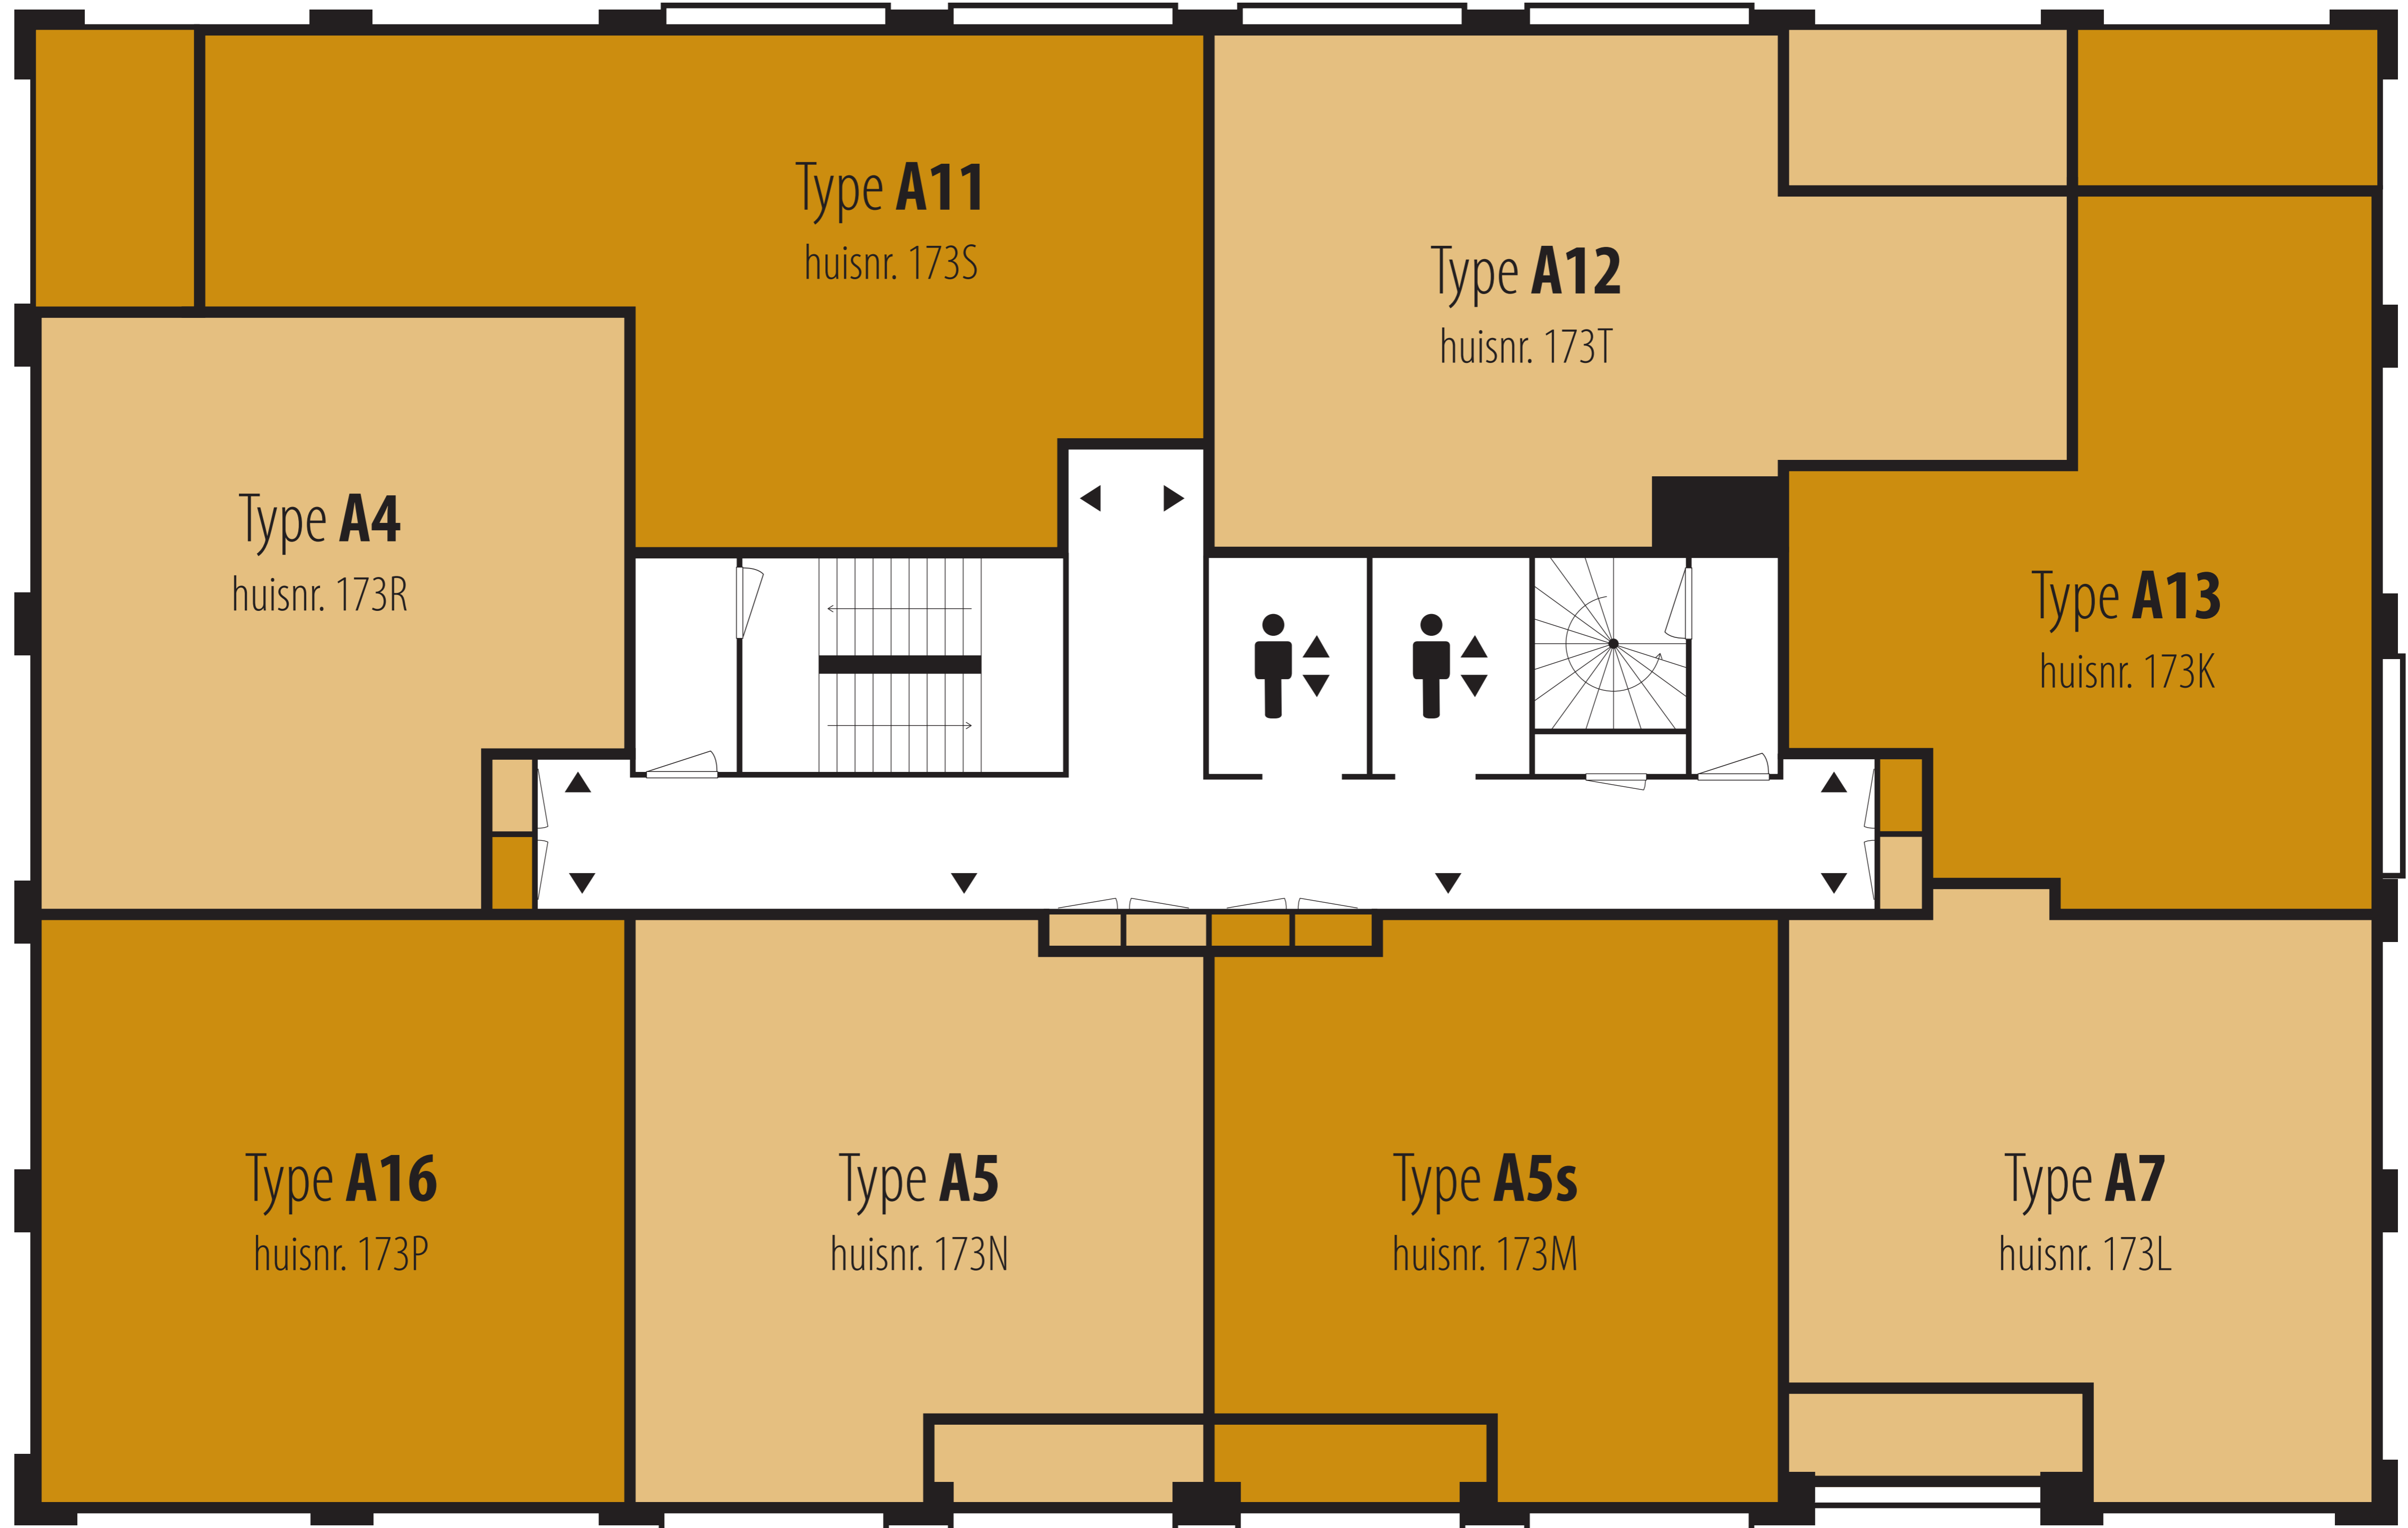 Type A11
huisnr. 173S
Type A12
huisnr. 173T
Type A4
huisnr. 173R
Type A13
huisnr. 173K
Type A16
huisnr. 173P
Type A5
huisnr. 173N
Type A5s
huisnr. 173M
Type A7
huisnr. 173L